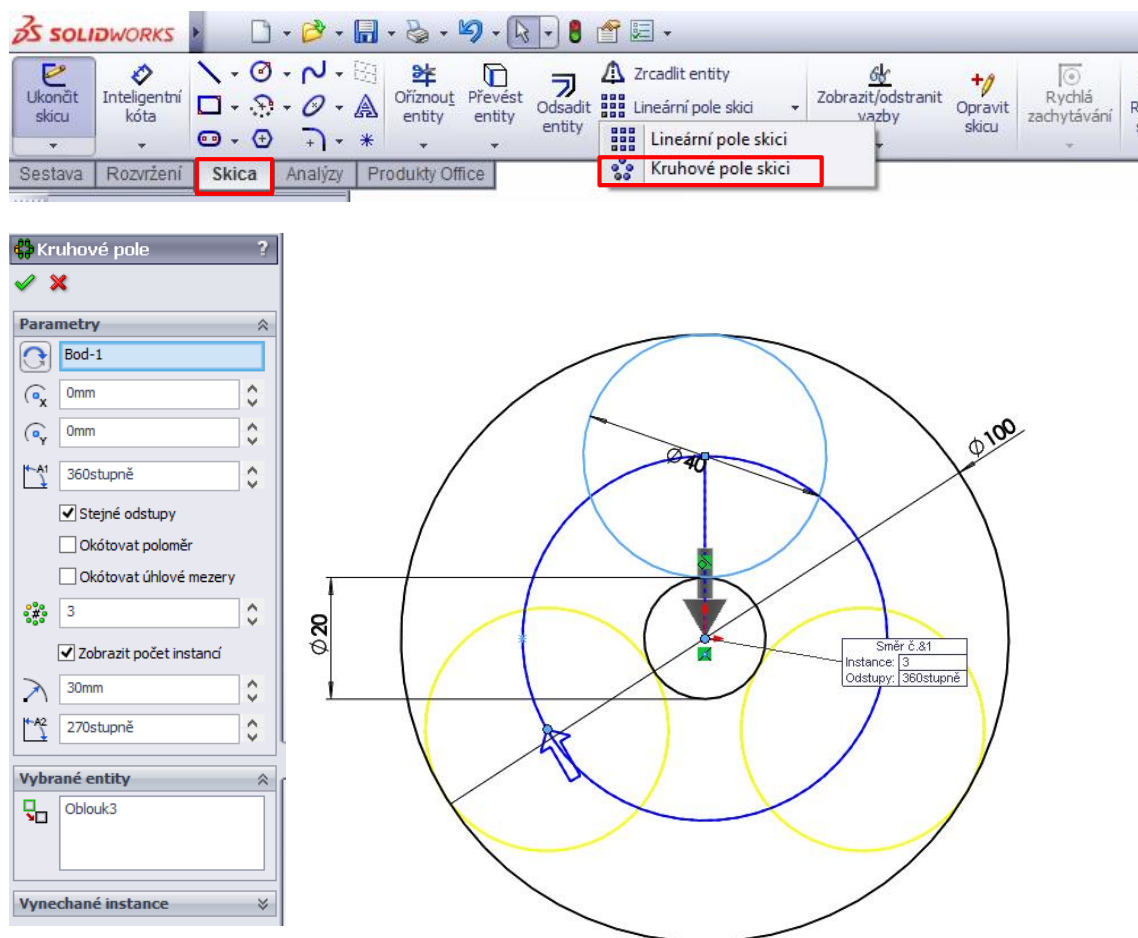 SOLIDWORKS
Ukončit skicu
Inteligentní kóta
Oříznout entity
Převést entity
Odsadit entity
Zrcadlit entity
Lineární pole skici
Zobrazit/odstranit vazby
Opravit skicu
Rychlá zachytávání
R
Lineární pole skici
Kruhové pole skici
Sestava Rozvržení Skica Analýzy Produkty Office
Kruhové pole ?
Parametry
Bod-1
0mm
0mm
360stupně
Stejné odstupy
Okótovat poloměr
Okótovat úhlové mezery
3
Zobrazit počet instancí
30mm
270stupně
Vybrané entity
Oblouk3
Vynechané instance
Ø40
Ø100
Ø20
Směr č.&1
Instance: 3
Odstupy: 360stupně